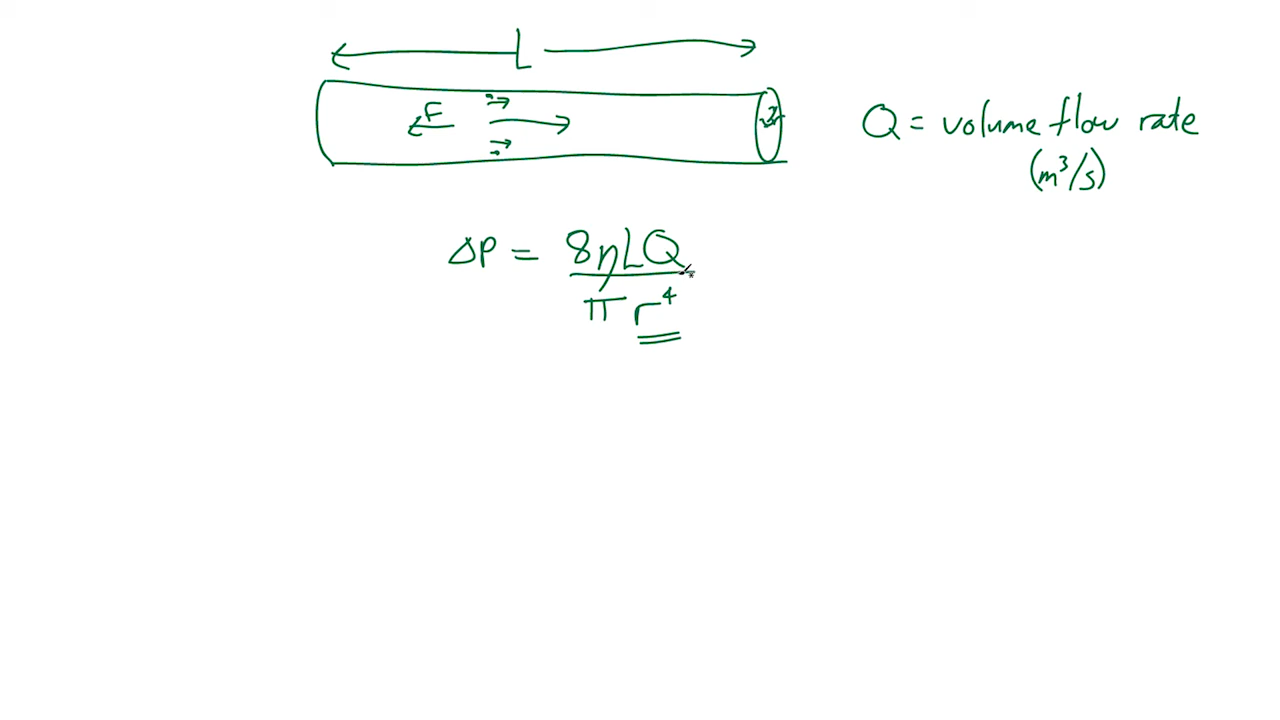 L
F
Q = volume flow rate
(m³/s)
ΔP = 8ηLQ
πr⁴